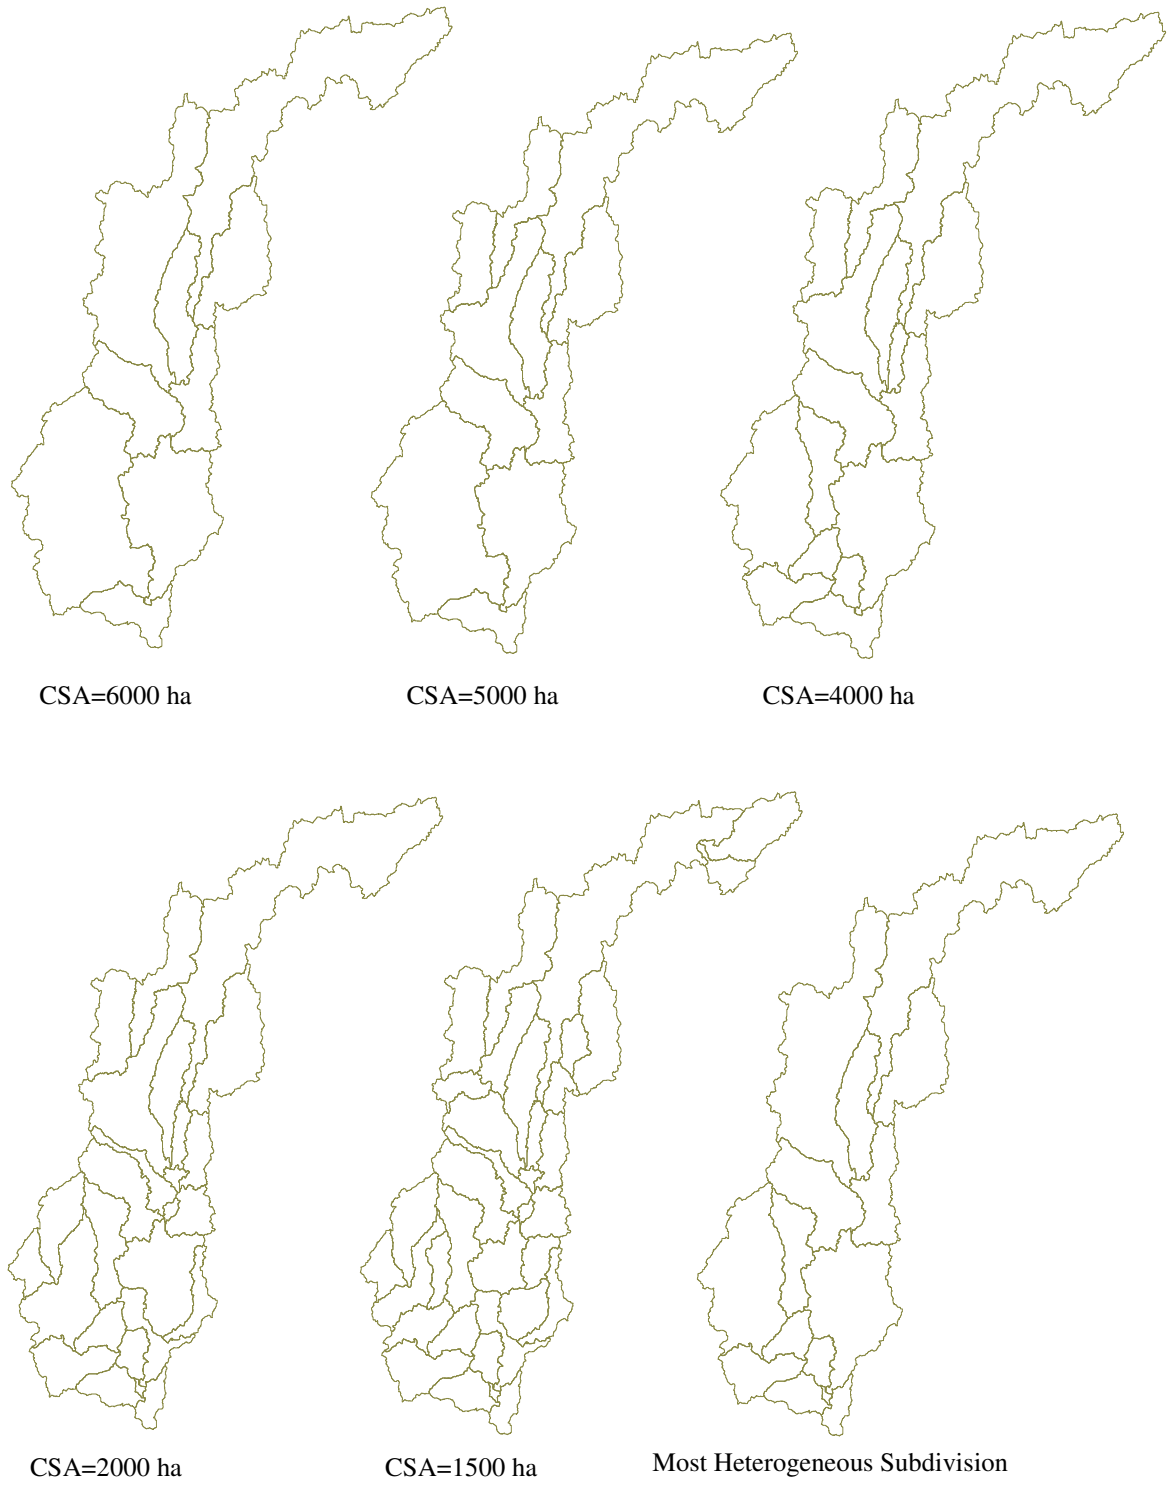 CSA=6000 ha
CSA=5000 ha
CSA=4000 ha
CSA=2000 ha
CSA=1500 ha
Most Heterogeneous Subdivision